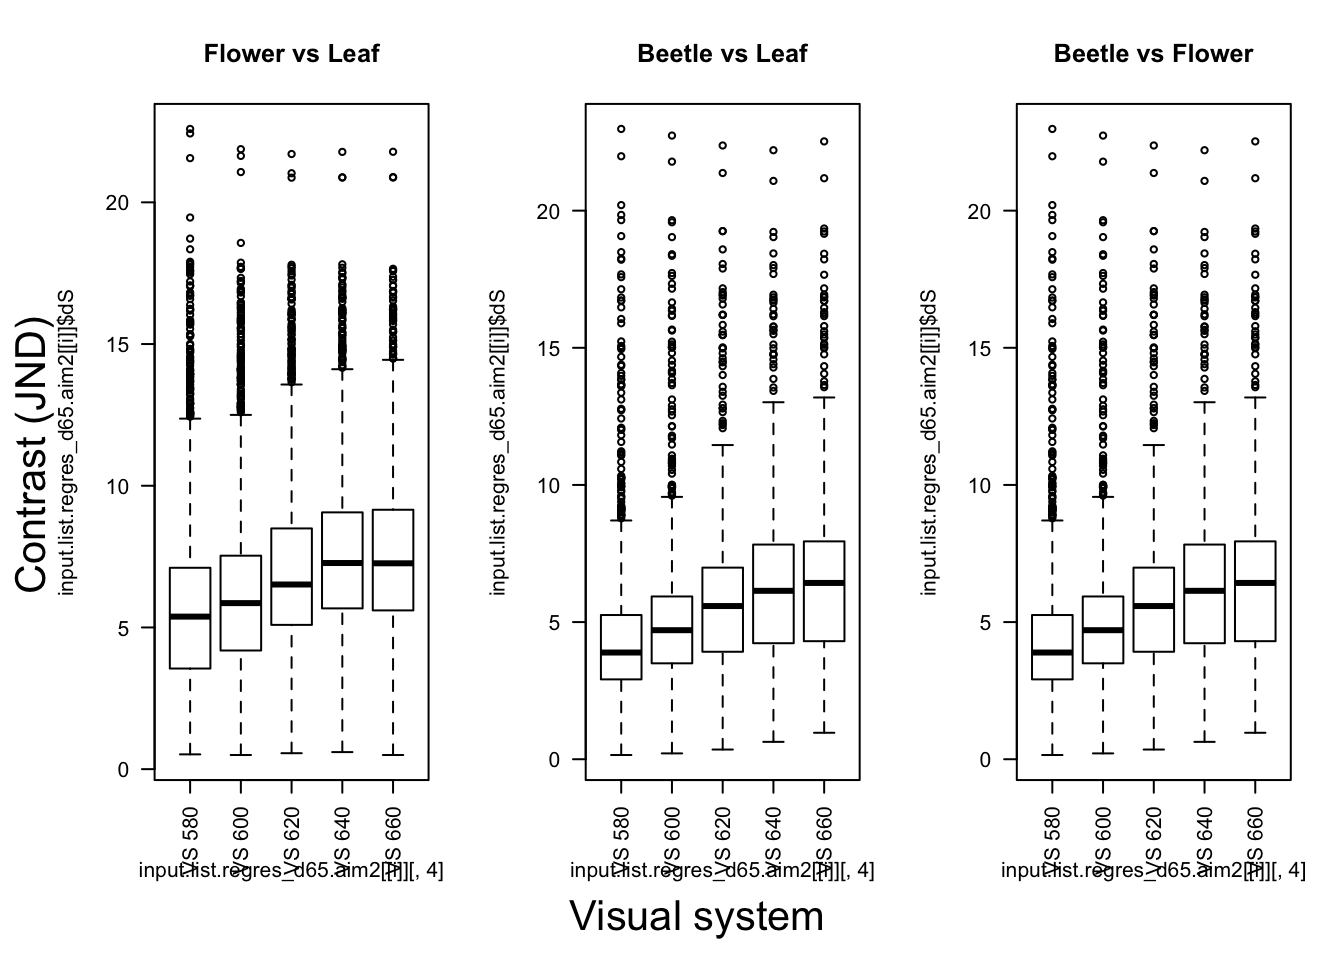 Flower vs Leaf
Beetle vs Leaf
Beetle vs Flower
Contrast (JND)
input.list.regres_d65.aim2[[i]]$dS
20
15
10
5
0
VS 580
VS 600
VS 620
VS 640
VS 660
input.list.regres_d65.aim2[[i]][, 4]
input.list.regres_d65.aim2[[i]]$dS
20
15
10
5
0
VS 580
VS 600
VS 620
VS 640
VS 660
input.list.regres_d65.aim2[[i]][, 4]
input.list.regres_d65.aim2[[i]]$dS
20
15
10
5
0
VS 580
VS 600
VS 620
VS 640
VS 660
input.list.regres_d65.aim2[[i]][, 4]
Visual system